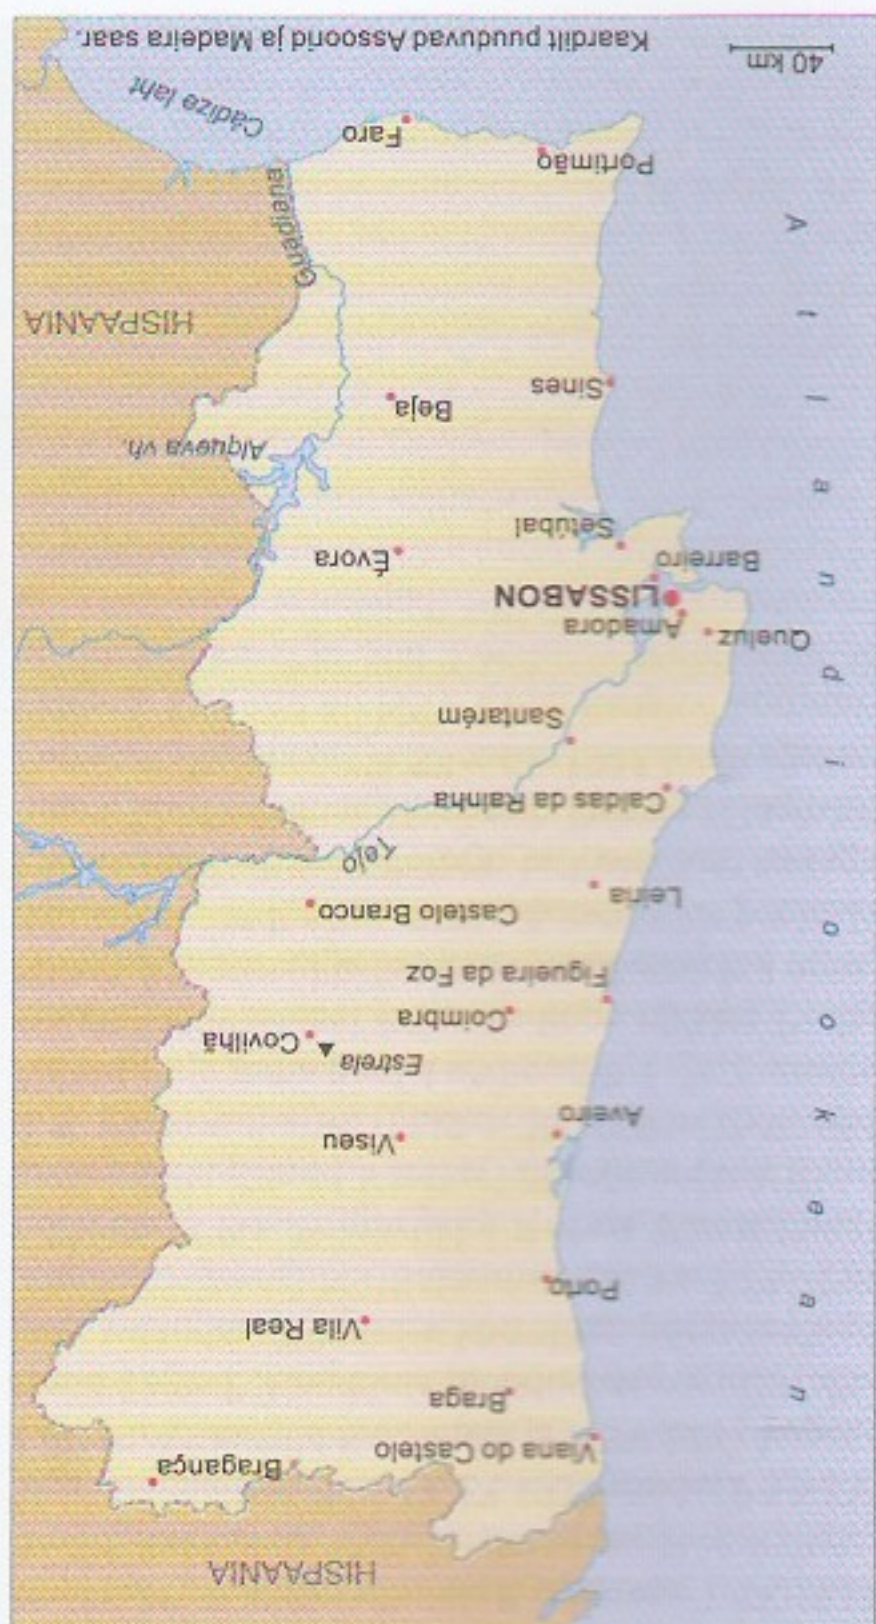 HISPAANIA
Bragança
Viana do Castelo
Braga
Vila Real
Porto
Viseu
Aveiro
Estrela
Covilhã
Coimbra
Figueira da Foz
Castelo Branco
Leiria
Tejo
Caldas da Rainha
Santarém
Queluz
Amadora
LISSABON
Barreiro
Évora
Setúbal
Alqueva vh.
Beja
Sines
HISPAANIA
Guadiana
Portimão
Faro
Cádize laht
Atlandi ookean
40 km
Kaardilt puuduvad Assoorid ja Madeira saar.